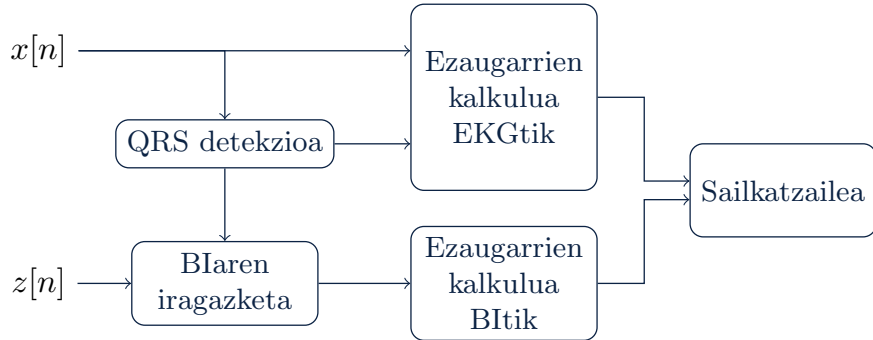 x[n]
Ezaugarrien
kalkulua
EKGtik
QRS detekzioa
Sailkatzailea
z[n]
BIaren
iragazketa
Ezaugarrien
kalkulua
BItik